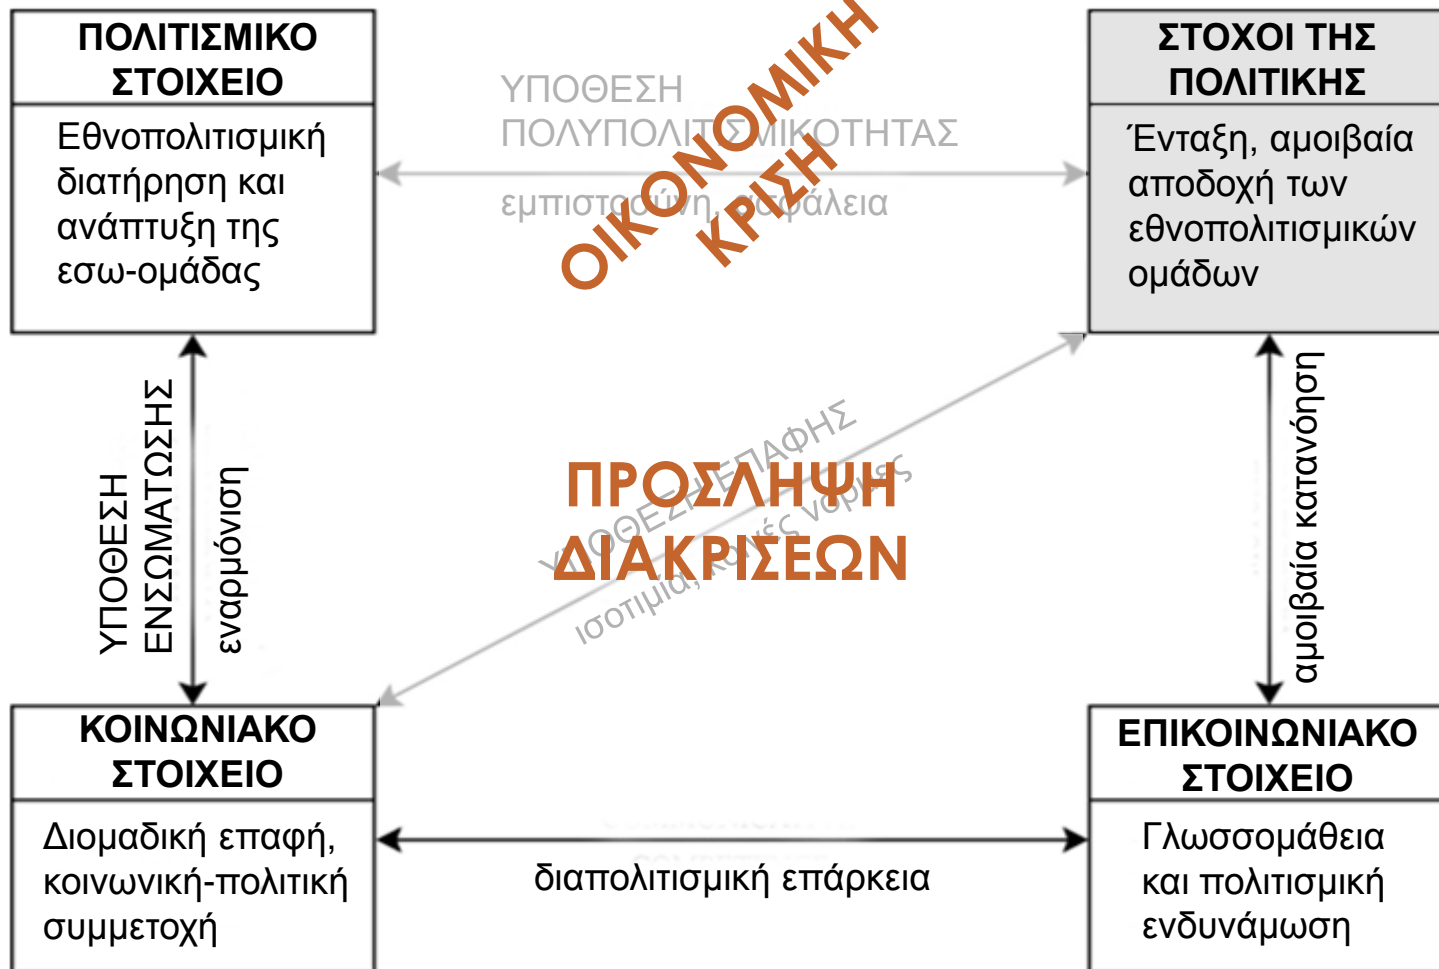 ΠΟΛΙΤΙΣΜΙΚΟ
ΣΤΟΙΧΕΙΟ
Εθνοπολιτισμική
διατήρηση και
ανάπτυξη της
εσω-ομάδας
ΥΠΟΘΕΣΗ
ΠΟΛΥΠΟΛΙΤΙΣΜΙΚΟΤΗΤΑΣ
εμπιστοσύνη, ασφάλεια
ΟΙΚΟΝΟΜΙΚΗ
ΚΡΙΣΗ
ΣΤΟΧΟΙ ΤΗΣ
ΠΟΛΙΤΙΚΗΣ
Ένταξη, αμοιβαία
αποδοχή των
εθνοπολιτισμικών
ομάδων
ΥΠΟΘΕΣΗ
ΕΝΣΩΜΑΤΩΣΗΣ
εναρμόνιση
ΥΠΟΘΕΣΗ ΕΠΑΦΗΣ
ισοτιμία, κοινές νόρμες
ΠΡΟΣΛΗΨΗ
ΔΙΑΚΡΙΣΕΩΝ
αμοιβαία κατανόηση
ΚΟΙΝΩΝΙΑΚΟ
ΣΤΟΙΧΕΙΟ
Διομαδική επαφή,
κοινωνική-πολιτική
συμμετοχή
διαπολιτισμική επάρκεια
ΕΠΙΚΟΙΝΩΝΙΑΚΟ
ΣΤΟΙΧΕΙΟ
Γλωσσομάθεια
και πολιτισμική
ενδυνάμωση